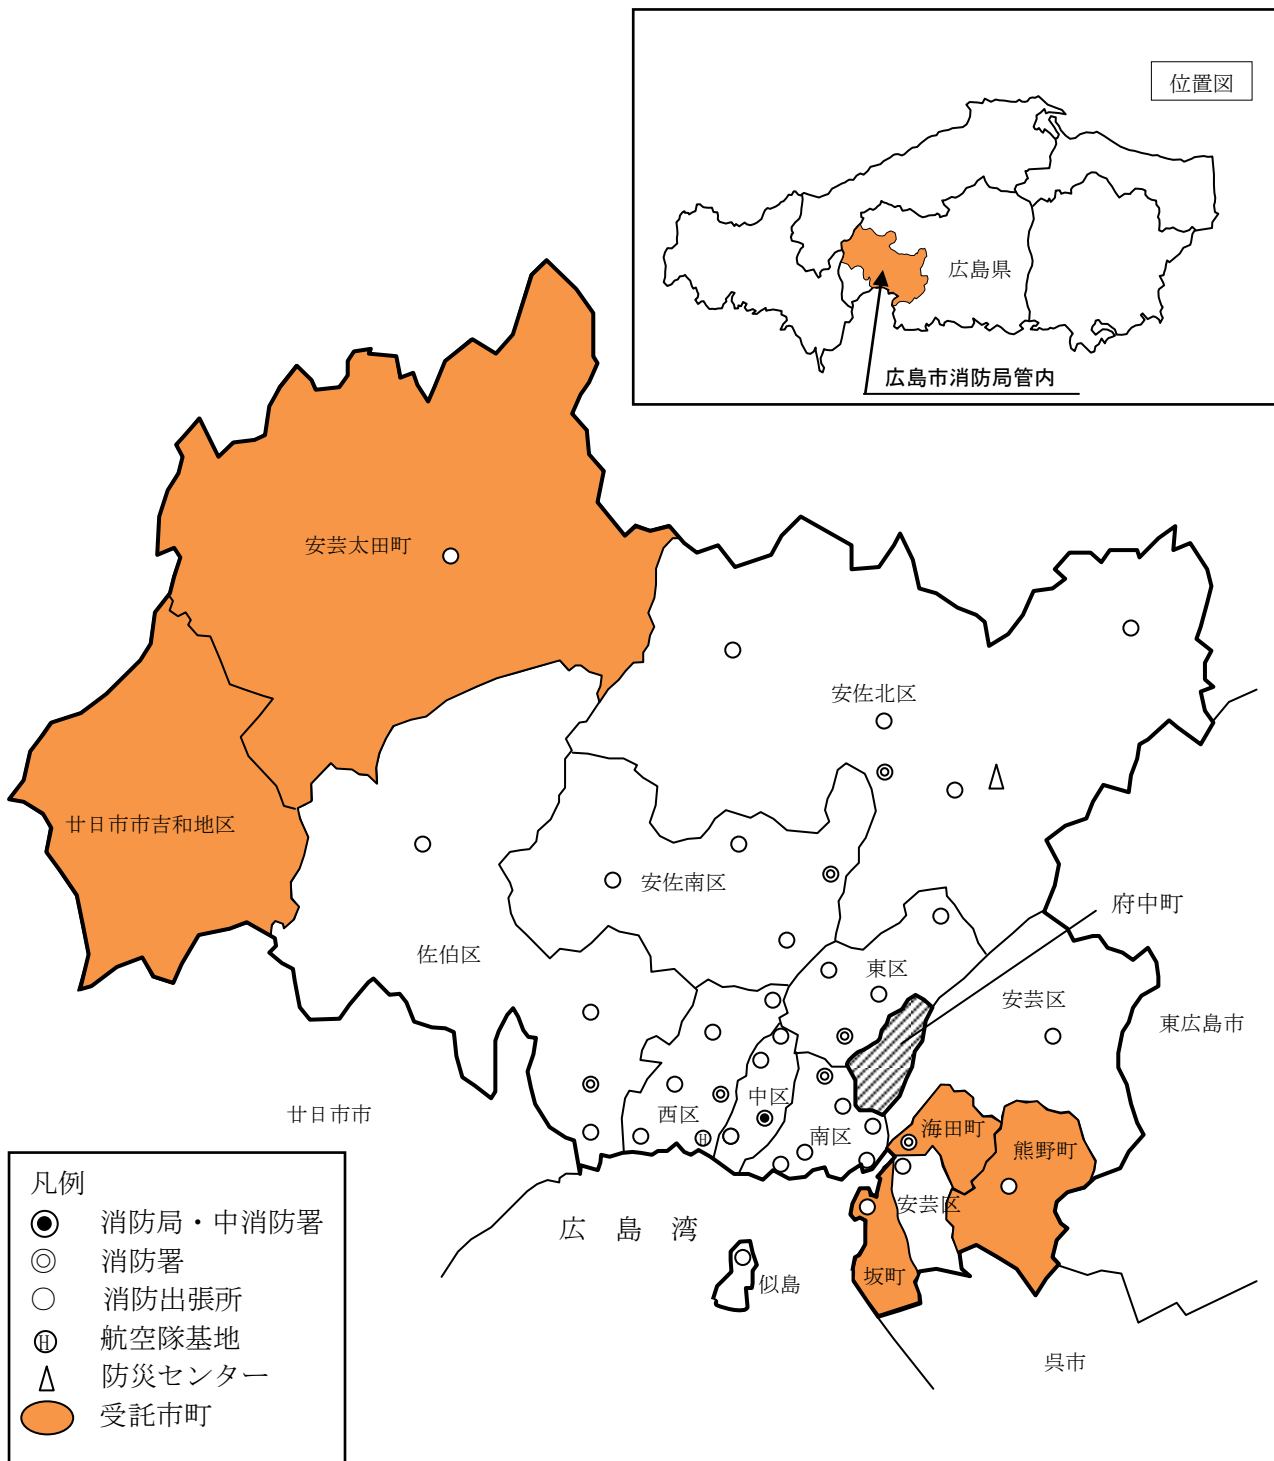 位置図
広島県
広島市消防局管内
安芸太田町
安佐北区
廿日市市吉和地区
安佐南区
府中町
佐伯区
東区
安芸区
東広島市
廿日市市
西区
中区
南区
海田町
熊野町
H
安芸区
広島湾
坂町
似島
呉市
凡例
消防局・中消防署
消防署
消防出張所
H 航空隊基地
防災センター
受託市町